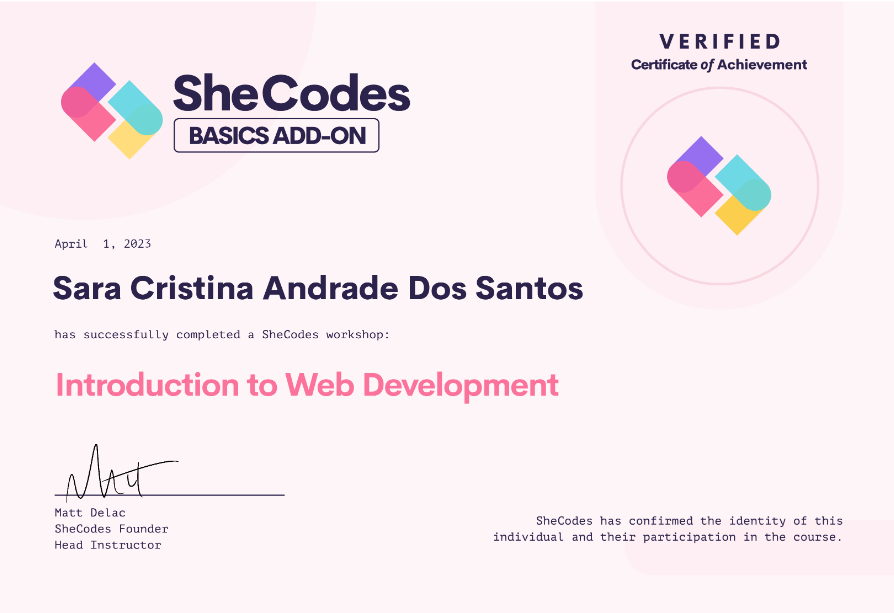 SheCodes
BASICS ADD-ON
VERIFIED
Certificate of Achievement
April  1, 2023
Sara Cristina Andrade Dos Santos
has successfully completed a SheCodes workshop:
Introduction to Web Development
Matt
Matt Delac
SheCodes Founder
Head Instructor
SheCodes has confirmed the identity of this
individual and their participation in the course.